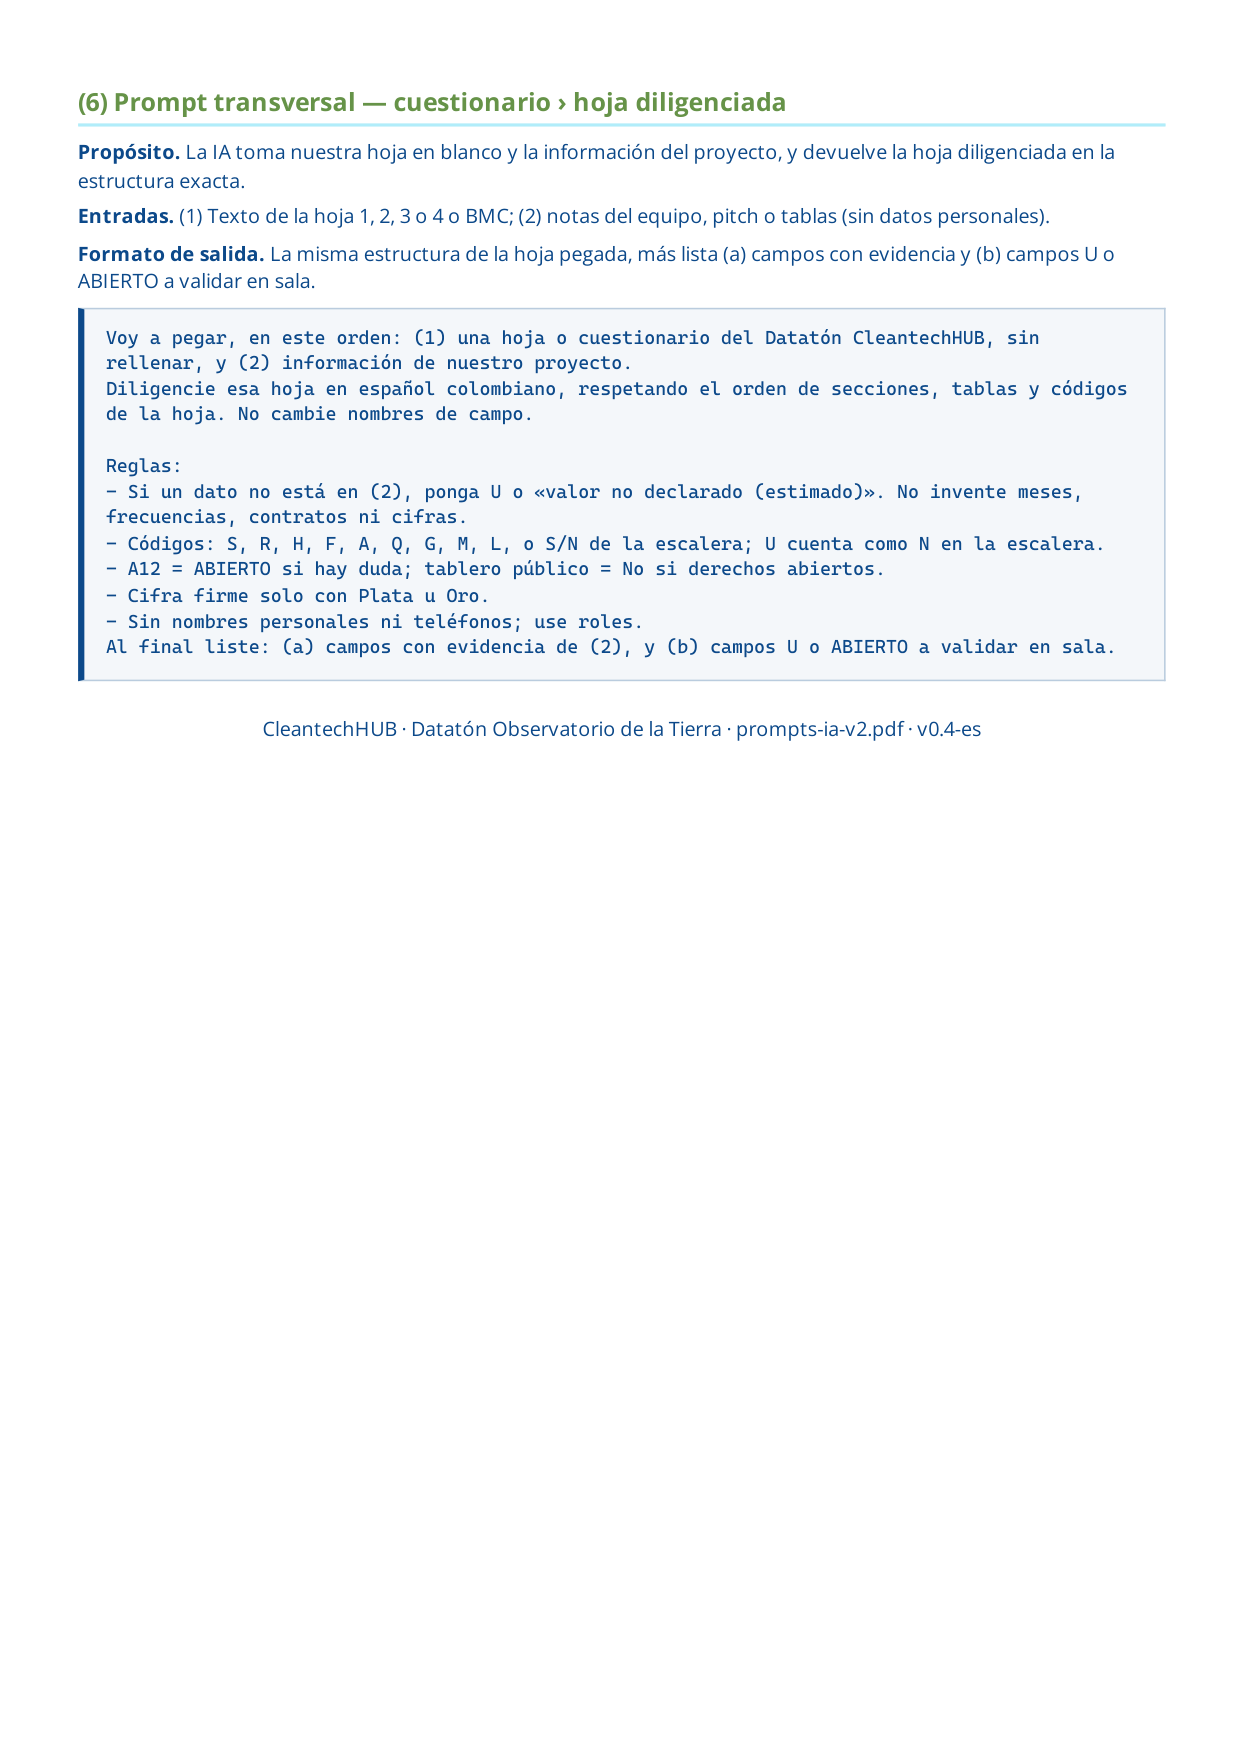 (6) Prompt transversal — cuestionario › hoja diligenciada
Propósito. La IA toma nuestra hoja en blanco y la información del proyecto, y devuelve la hoja diligenciada en la
estructura exacta.
Entradas. (1) Texto de la hoja 1, 2, 3 o 4 o BMC; (2) notas del equipo, pitch o tablas (sin datos personales).
Formato de salida. La misma estructura de la hoja pegada, más lista (a) campos con evidencia y (b) campos U o
ABIERTO a validar en sala.
Voy a pegar, en este orden: (1) una hoja o cuestionario del Datatón CleantechHUB, sin
rellenar, y (2) información de nuestro proyecto.
Diligencie esa hoja en español colombiano, respetando el orden de secciones, tablas y códigos
de la hoja. No cambie nombres de campo.
Reglas:
– Si un dato no está en (2), ponga U o «valor no declarado (estimado)». No invente meses,
frecuencias, contratos ni cifras.
– Códigos: S, R, H, F, A, Q, G, M, L, o S/N de la escalera; U cuenta como N en la escalera.
– A12 = ABIERTO si hay duda; tablero público = No si derechos abiertos.
– Cifra firme solo con Plata u Oro.
– Sin nombres personales ni teléfonos; use roles.
Al final liste: (a) campos con evidencia de (2), y (b) campos U o ABIERTO a validar en sala.
CleantechHUB · Datatón Observatorio de la Tierra · prompts-ia-v2.pdf · v0.4-es